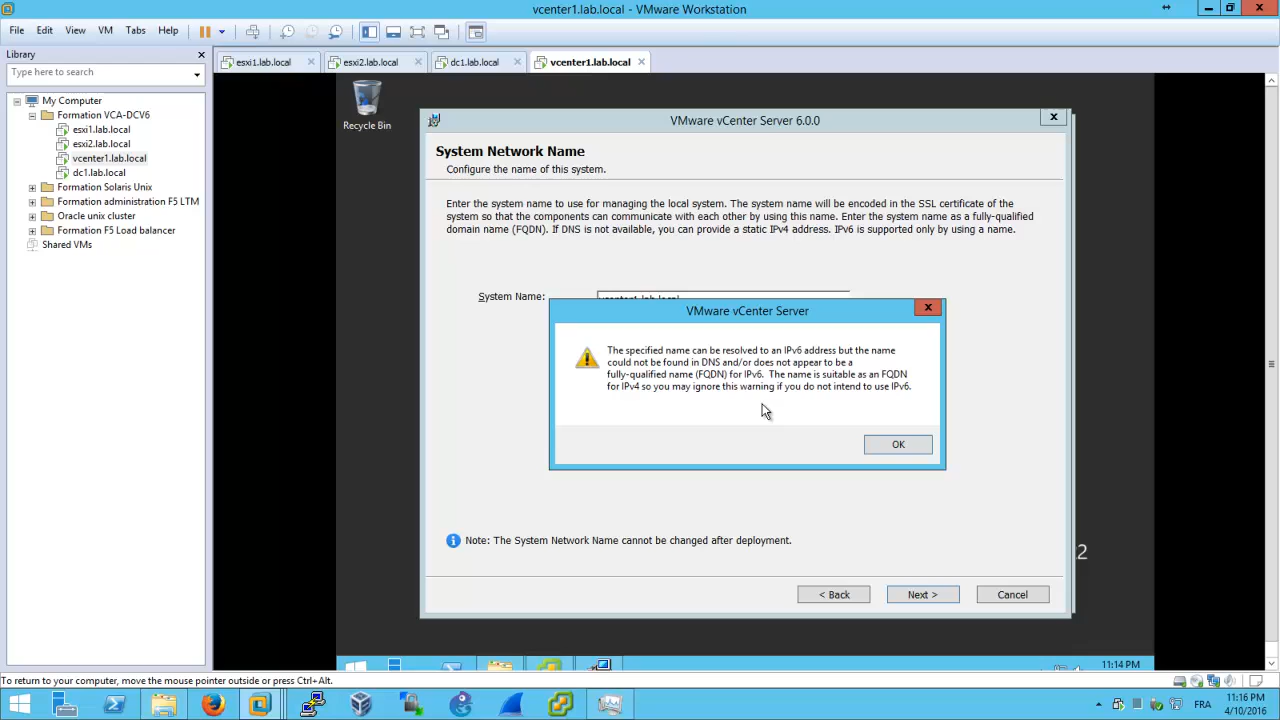 vcenter1.lab.local - VMware Workstation
File Edit View VM Tabs Help
Library
Type here to search
My Computer
Formation VCA-DCV6
esxi1.lab.local
esxi2.lab.local
vcenter1.lab.local
dc1.lab.local
Formation Solaris Unix
Formation administration F5 LTM
Oracle unix cluster
Formation F5 Load balancer
Shared VMs
esxi1.lab.local esxi2.lab.local dc1.lab.local vcenter1.lab.local
Recycle Bin
VMware vCenter Server 6.0.0
System Network Name
Configure the name of this system.
Enter the system name to use for managing the local system. The system name will be encoded in the SSL certificate of the
system so that the components can communicate with each other by using this name. Enter the system name as a fully-qualified
domain name (FQDN). If DNS is not available, you can provide a static IPv4 address. IPv6 is supported only by using a name.
System Name: vcenter1.lab.local
VMware vCenter Server
The specified name can be resolved to an IPv6 address but the name
could not be found in DNS and/or does not appear to be a
fully-qualified name (FQDN) for IPv6. The name is suitable as an FQDN
for IPv4 so you may ignore this warning if you do not intend to use IPv6.
OK
Note: The System Network Name cannot be changed after deployment.
2
< Back Next > Cancel
11:14 PM
To return to your computer, move the mouse pointer outside or press Ctrl+Alt.
FRA
11:16 PM
4/10/2016